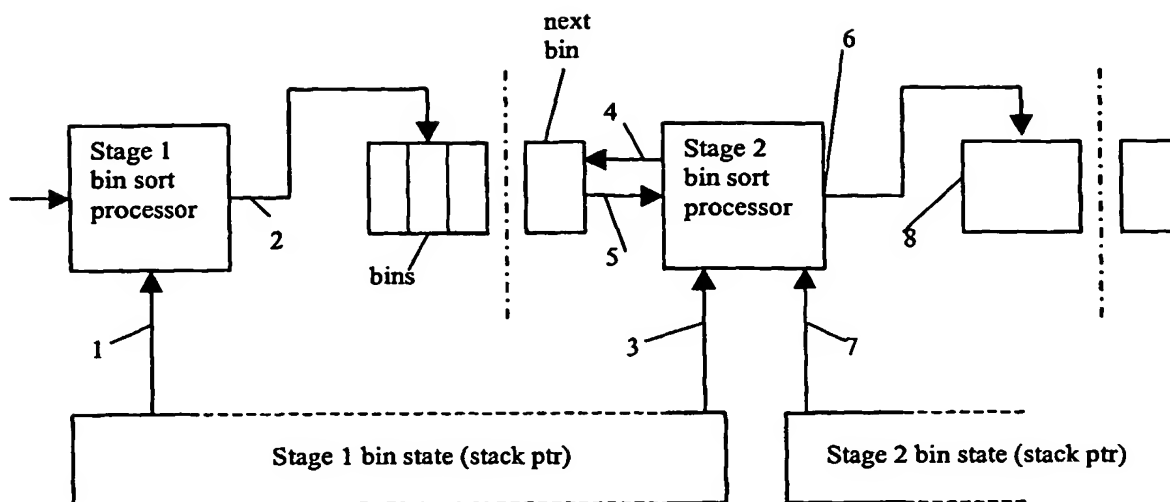 next
bin
6
4
Stage 1
bin sort
processor
Stage 2
bin sort
processor
2
5
8
bins
1
3
7
Stage 1 bin state (stack ptr)
Stage 2 bin state (stack ptr)